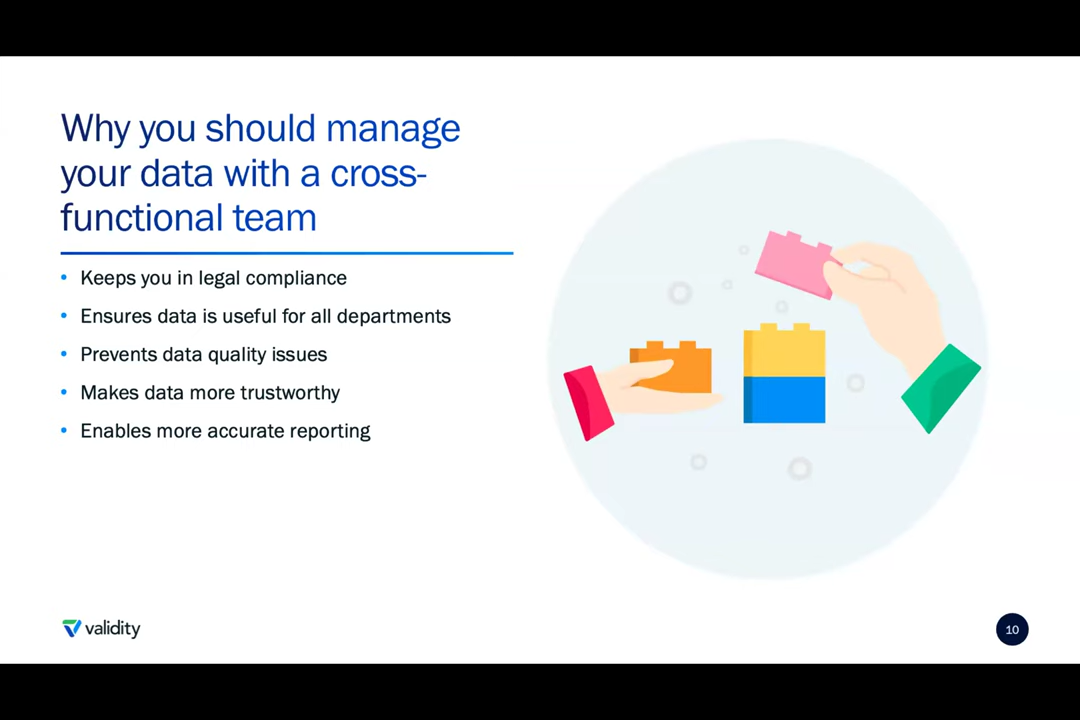 Why you should manage
your data with a cross-
functional team
• Keeps you in legal compliance
• Ensures data is useful for all departments
• Prevents data quality issues
• Makes data more trustworthy
• Enables more accurate reporting
validity
10